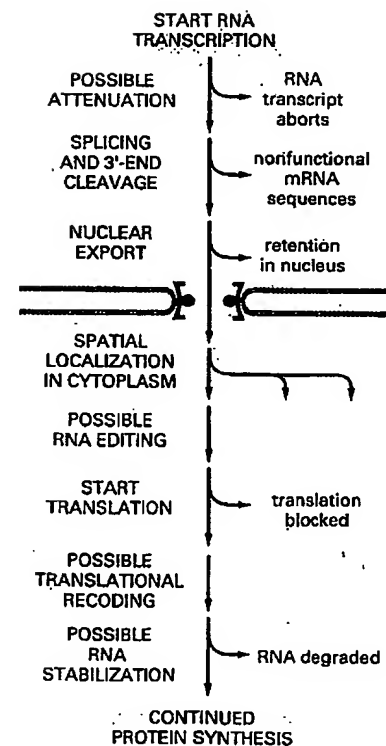 START RNA
TRANSCRIPTION
POSSIBLE
ATTENUATION
RNA
transcript
aborts
SPLICING
AND 3'-END
CLEAVAGE
nonfunctional
mRNA
sequences
NUCLEAR
EXPORT
retention
in nucleus
SPATIAL
LOCALIZATION
IN CYTOPLASM
POSSIBLE
RNA EDITING
START
TRANSLATION
translation
blocked
POSSIBLE
TRANSLATIONAL
RECODING
POSSIBLE
RNA
STABILIZATION
RNA degraded
CONTINUED
PROTEIN SYNTHESIS